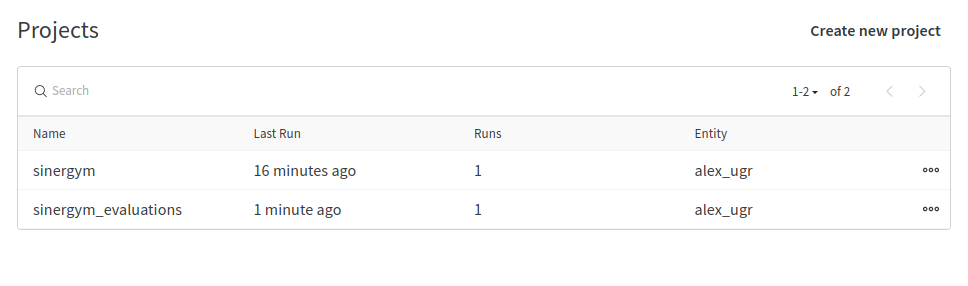 Projects
Create new project
Search
1-2 of 2
Name Last Run Runs Entity
sinergym 16 minutes ago 1 alex_ugr
sinergym_evaluations 1 minute ago 1 alex_ugr